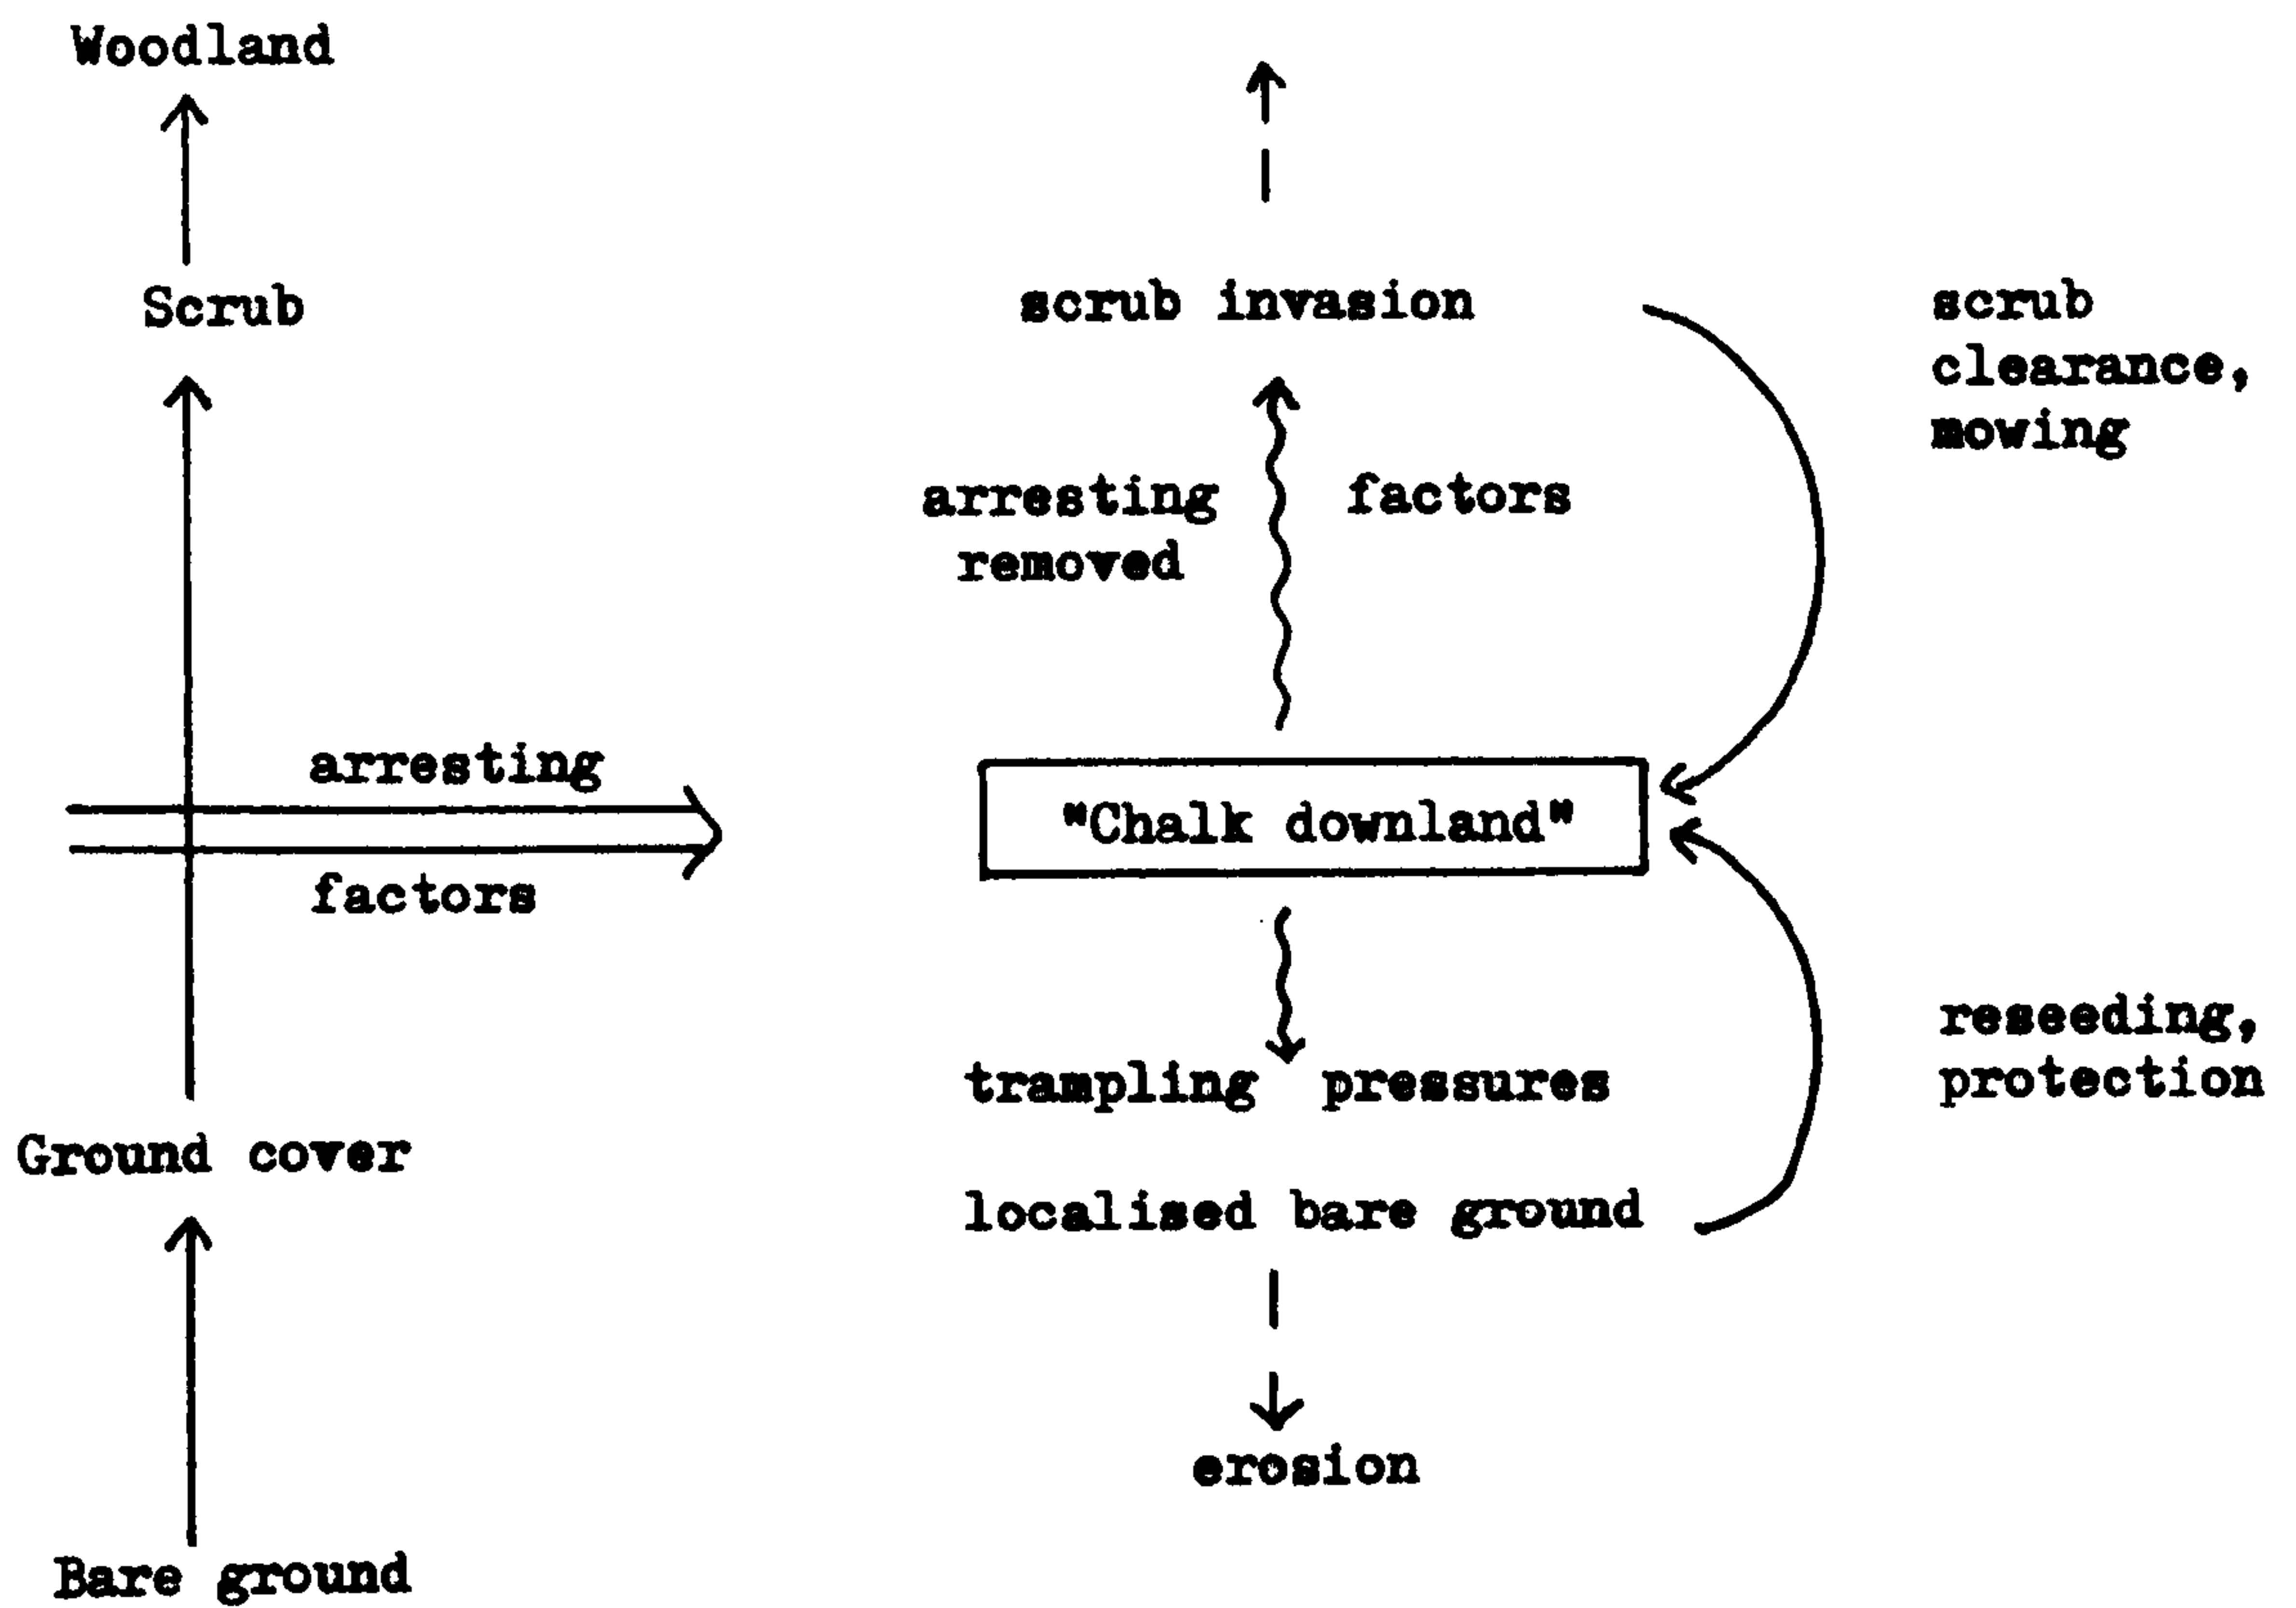 Woodland
Scrub
scrub invasion
scrub
clearance,
mowing
arresting factors
removed
arresting
factors
"Chalk downland"
reseeding,
protection
trampling pressures
Ground cover
localised bare ground
erosion
Bare ground